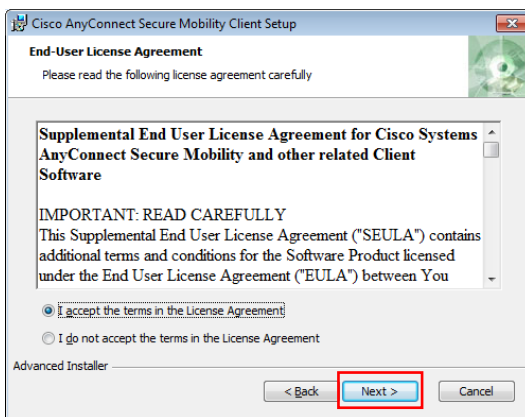 Cisco AnyConnect Secure Mobility Client Setup
End-User License Agreement
Please read the following license agreement carefully
Supplemental End User License Agreement for Cisco Systems
AnyConnect Secure Mobility and other related Client
Software
IMPORTANT: READ CAREFULLY
This Supplemental End User License Agreement ("SEULA") contains
additional terms and conditions for the Software Product licensed
under the End User License Agreement ("EULA") between You
I accept the terms in the License Agreement
I do not accept the terms in the License Agreement
Advanced Installer
< Back
Next >
Cancel